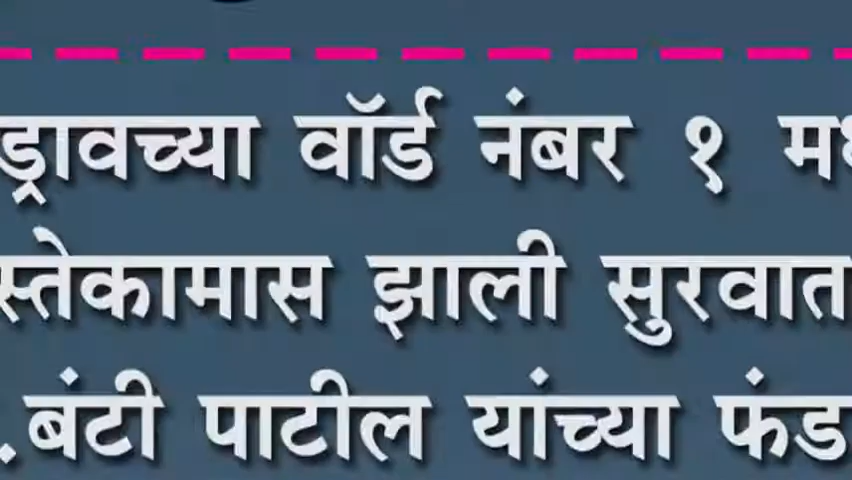 ड्रावच्या वॉर्ड नंबर १
स्तेकामास झाली सुरवात
.बंटी पाटील यांच्या फंड